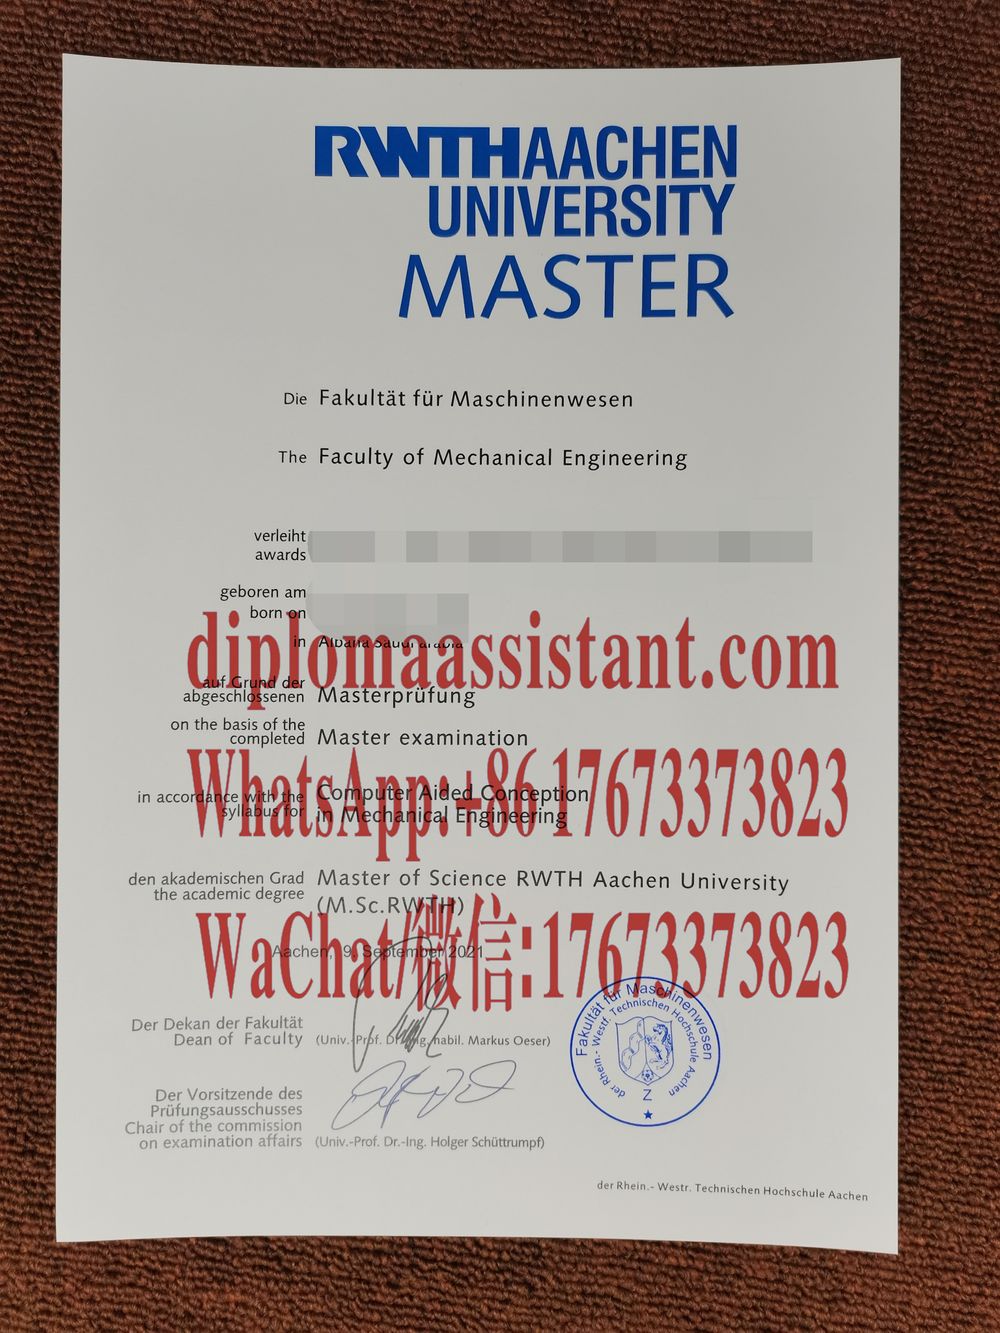 RWTHAACHEN
UNIVERSITY
MASTER
Die Fakultät für Maschinenwesen
The Faculty of Mechanical Engineering
verleiht
awards
geboren am
born on
in Albaha Saudi arabia
diplomaassistant.com
auf Grund der
abgeschlossenen Masterprüfung
on the basis of the
completed Master examination
WhatsApp:+86 17673373823
in accordance with the Computer Aided Conception
syllabus for in Mechanical Engineering
den akademischen Grad Master of Science RWTH Aachen University
the academic degree (M.Sc.RWTH)
WaChat/微信:17673373823
Aachen, 9. September 2021
Der Dekan der Fakultät
Dean of Faculty (Univ.-Prof. Dr.-Ing. habil. Markus Oeser)
Fakultät für Maschinenwesen
der Rhein.- Westf. Technischen Hochschule Aachen
Z
Der Vorsitzende des
Prüfungsausschusses
Chair of the commission
on examination affairs (Univ.-Prof. Dr.-Ing. Holger Schüttrumpf)
der Rhein.- Westr. Technischen Hochschule Aachen